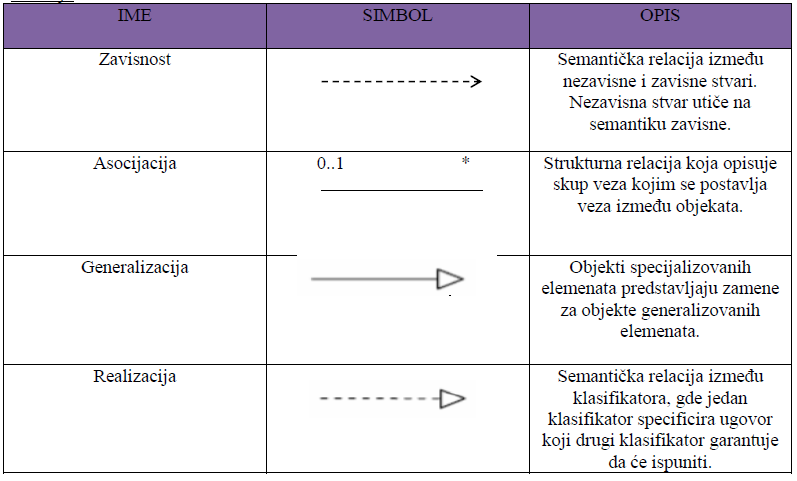 IME SIMBOL OPIS
Zavisnost
Semantička relacija između
nezavisne i zavisne stvari.
Nezavisna stvar utiče na
semantiku zavisne.
Asocijacija
0..1 *
Strukturna relacija koja opisuje
skup veza kojim se postavlja
veza između objekata.
Generalizacija
Objekti specijalizovanih
elemenata predstavljaju zamene
za objekte generalizovanih
elemenata.
Realizacija
Semantička relacija između
klasifikatora, gde jedan
klasifikator specificira ugovor
koji drugi klasifikator garantuje
da će ispuniti.